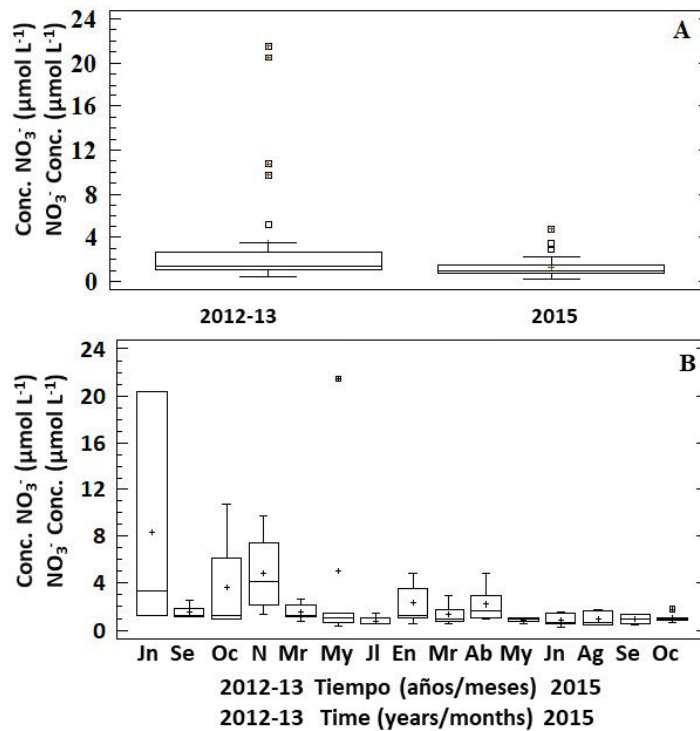 A
Conc. NO₃⁻ (µmol L⁻¹)
NO₃⁻ Conc. (µmol L⁻¹)
24
20
16
12
8
4
0
2012-13 2015
B
Conc. NO₃⁻ (µmol L⁻¹)
NO₃⁻ Conc. (µmol L⁻¹)
24
20
16
12
8
4
0
Jn Se Oc N Mr My Jl En Mr Ab My Jn Ag Se Oc
2012-13 Tiempo (años/meses) 2015
2012-13 Time (years/months) 2015